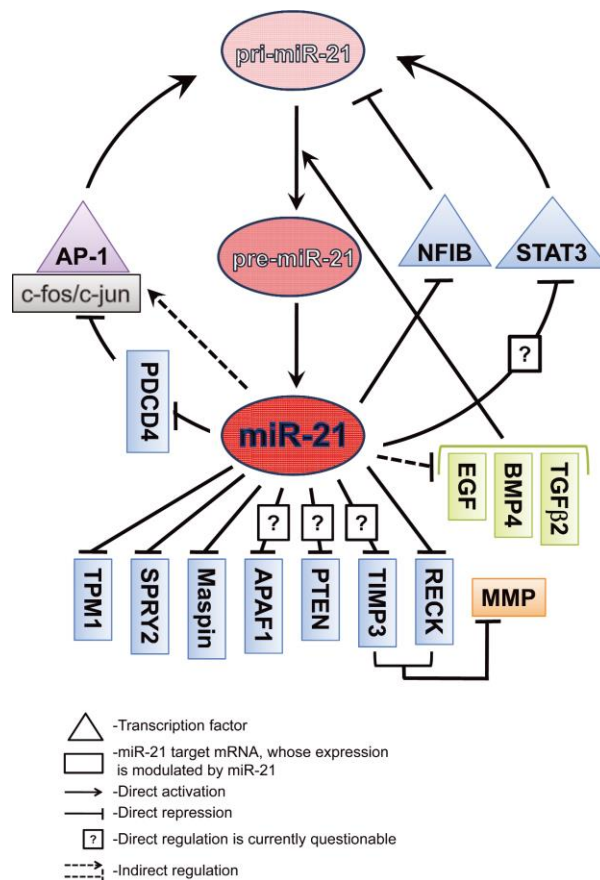 pri-miR-21
AP-1
c-fos/c-jun
pre-miR-21
NFIB
STAT3
?
PDCD4
miR-21
EGF
BMP4
TGFβ2
?
?
?
TPM1
SPRY2
Maspin
APAF1
PTEN
TIMP3
RECK
MMP
-Transcription factor
-miR-21 target mRNA, whose expression
is modulated by miR-21
-Direct activation
-Direct repression
? -Direct regulation is currently questionable
-Indirect regulation